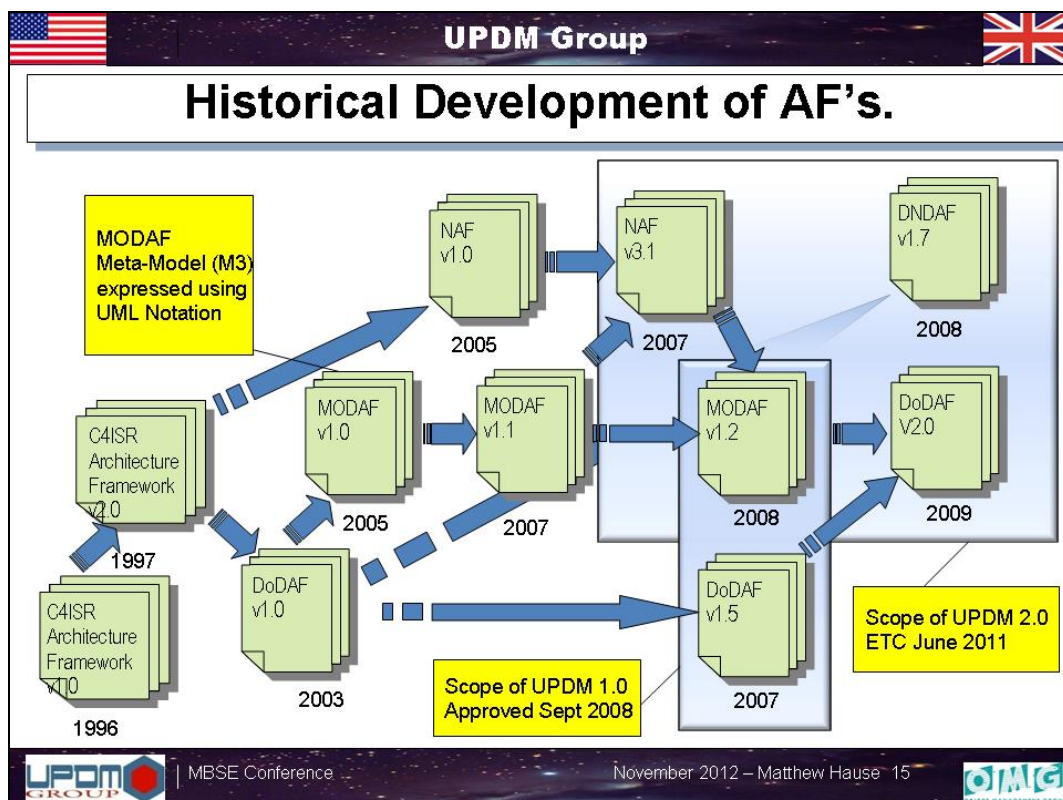 UPDM Group
Historical Development of AF's.
MODAF
Meta-Model (M3)
expressed using
UML Notation
NAF
v1.0
2005
NAF
v3.1
2007
DNDAF
v1.7
2008
C4ISR
Architecture
Framework
v2.0
1997
MODAF
v1.0
2005
MODAF
v1.1
2007
MODAF
v1.2
2008
DoDAF
V2.0
2009
C4ISR
Architecture
Framework
v1.0
1996
DoDAF
v1.0
2003
DoDAF
v1.5
2007
Scope of UPDM 1.0
Approved Sept 2008
Scope of UPDM 2.0
ETC June 2011
UPDM
GROUP
MBSE Conference
November 2012 – Matthew Hause 15
OMG